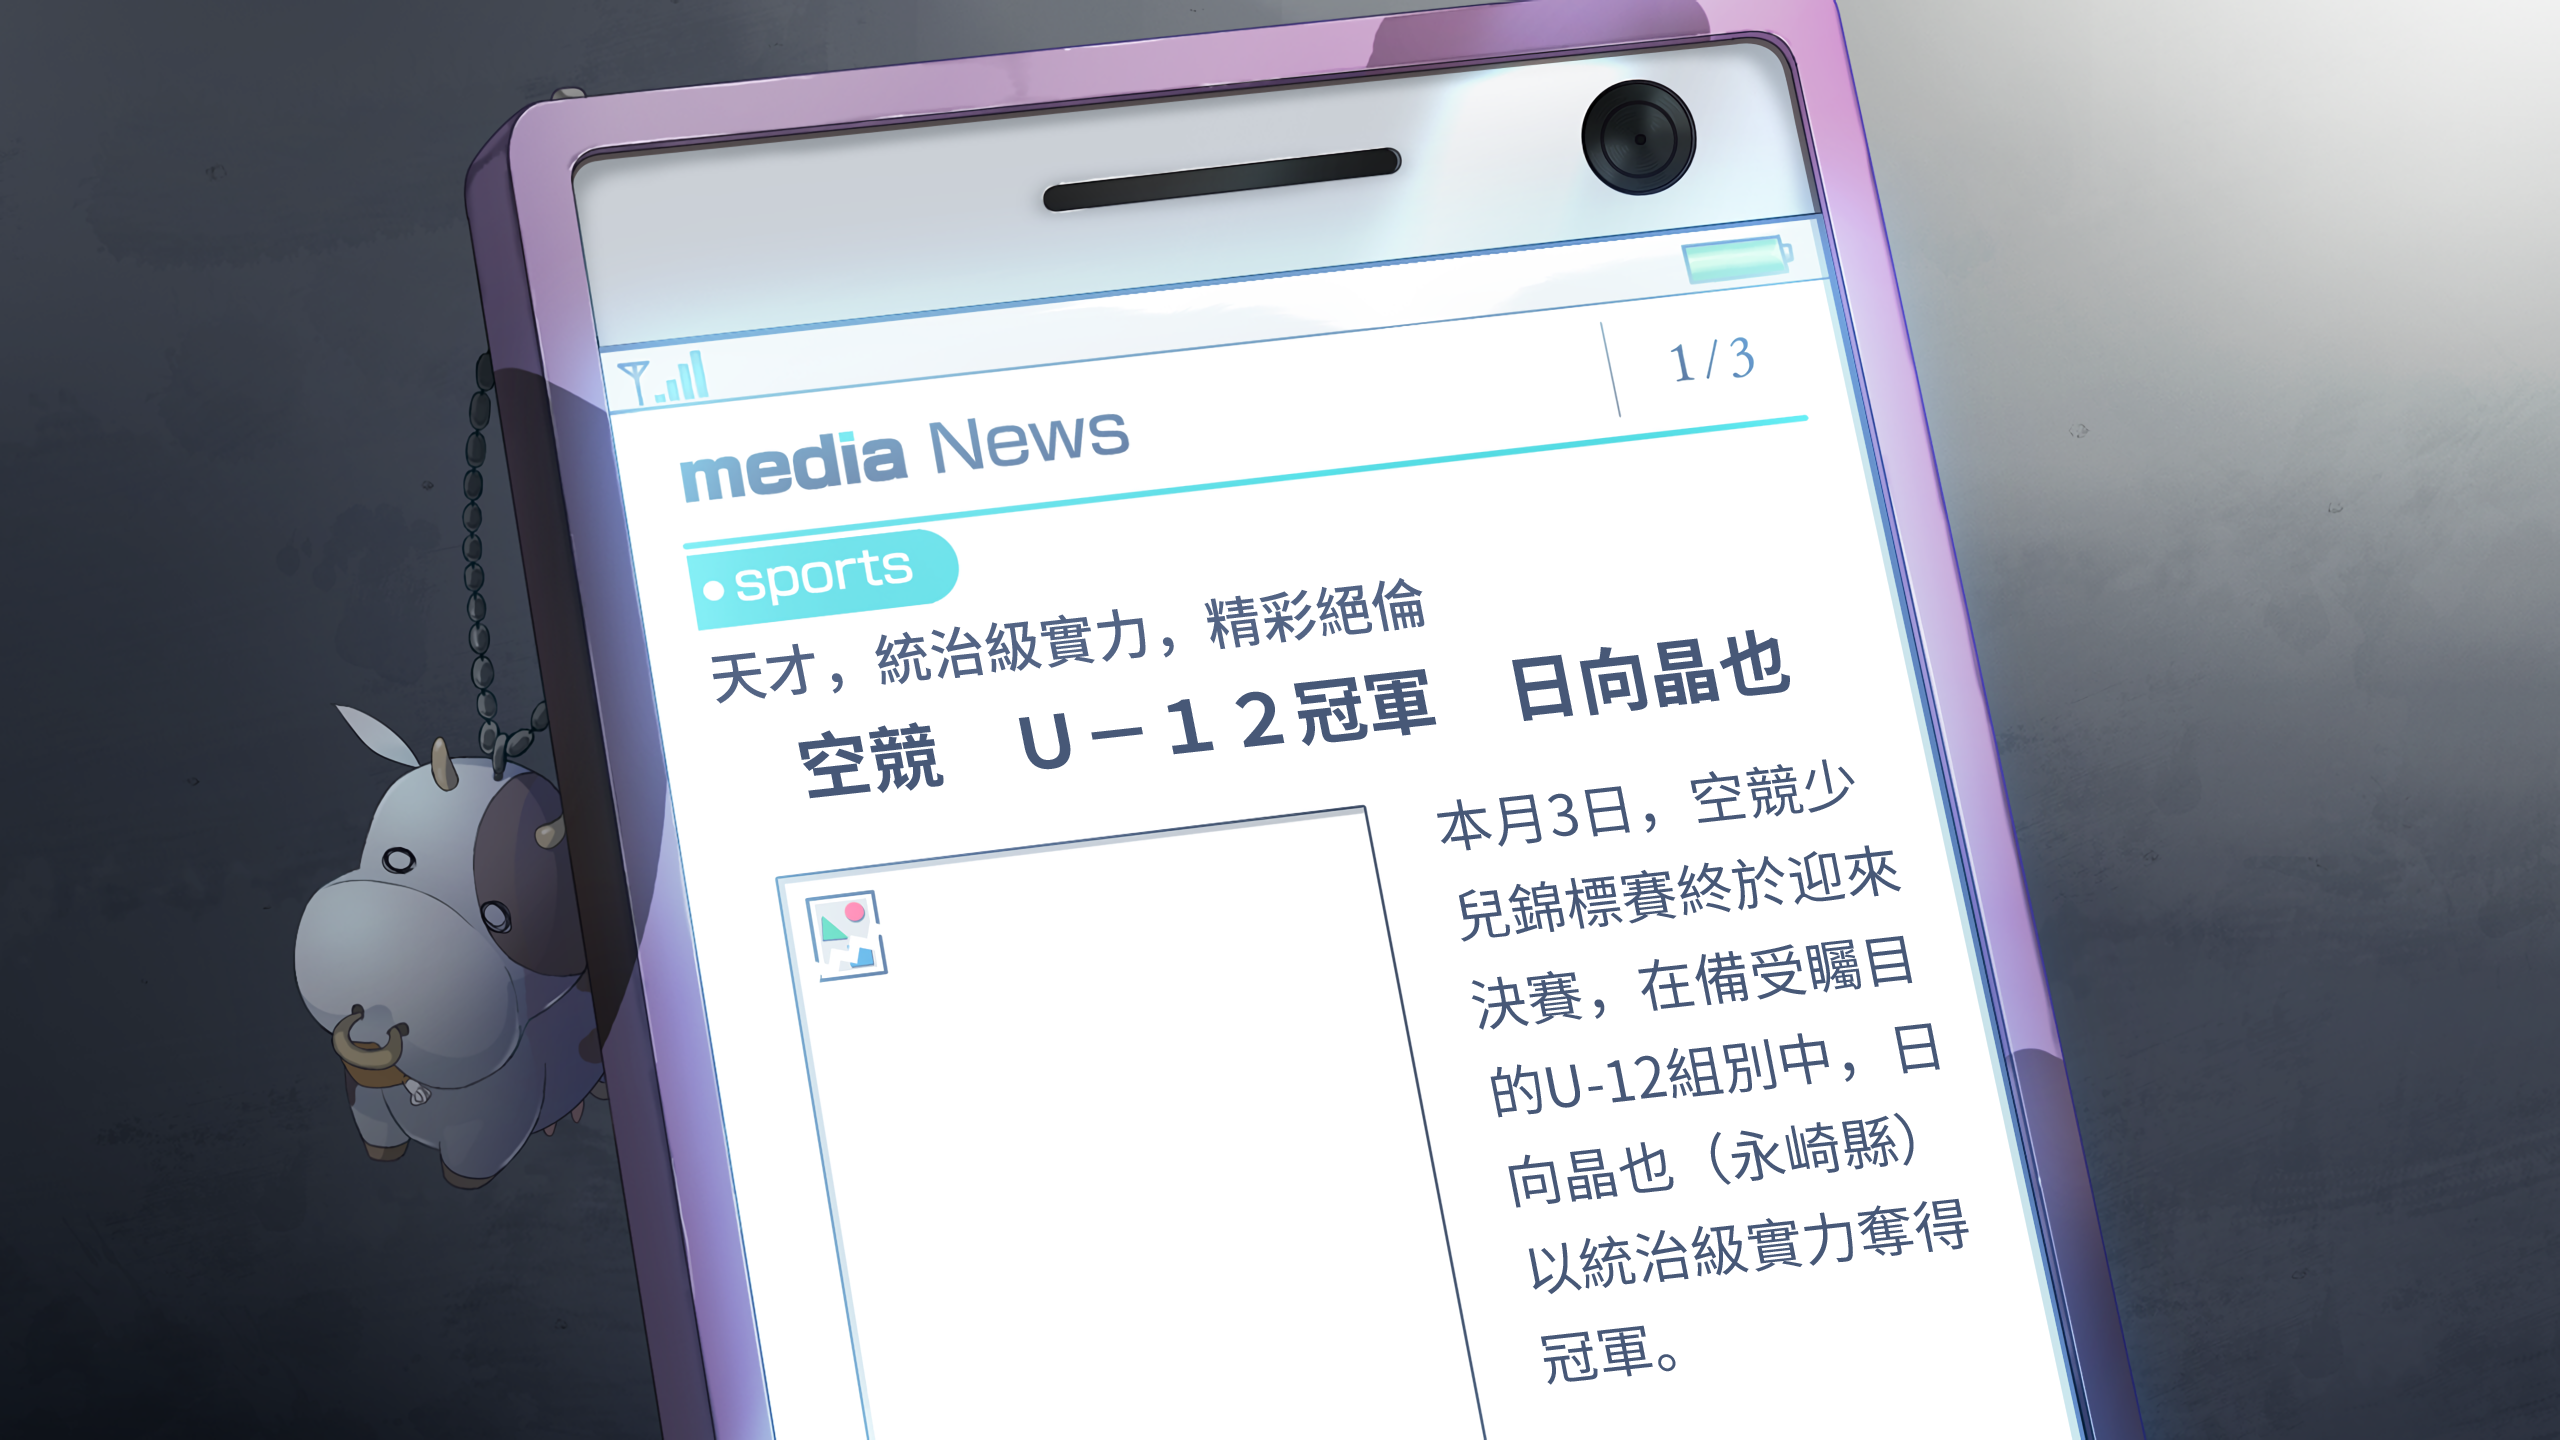 1/3
media News
sports
天才，統治級實力，精彩絕倫
空競　U－12冠軍　日向晶也
本月3日，空競少
兒錦標賽終於迎來
決賽，在備受矚目
的U-12組別中，日
向晶也（永崎縣）
以統治級實力奪得
冠軍。